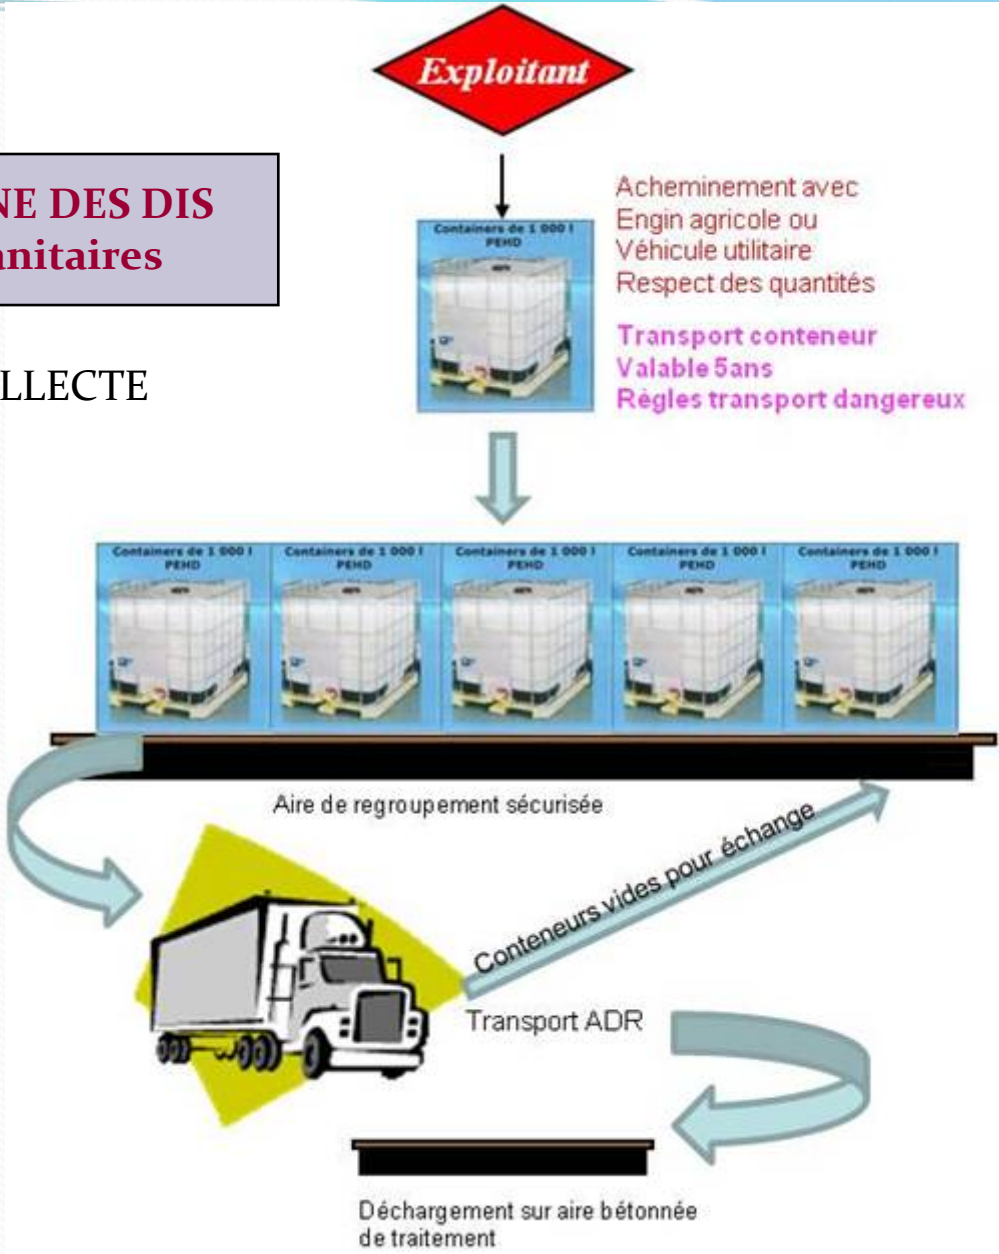 Exploitant
NE DES DIS
anitaires
LLECTE
Containers de 1 000 l
PEHD
Acheminement avec
Engin agricole ou
Véhicule utilitaire
Respect des quantités
Transport conteneur
Valable 5ans
Règles transport dangereux
Containers de 1 000 l
PEHD
Containers de 1 000 l
PEHD
Containers de 1 000 l
PEHD
Containers de 1 000 l
PEHD
Containers de 1 000 l
PEHD
Aire de regroupement sécurisée
Conteneurs vides pour échange
Transport ADR
Déchargement sur aire bétonnée
de traitement